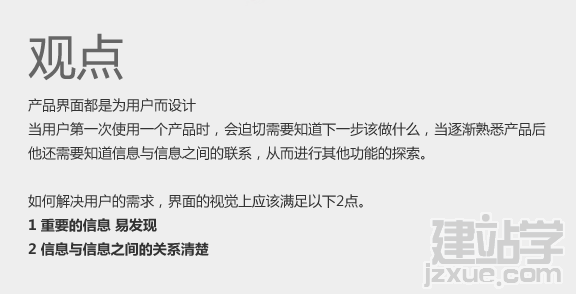 观点
产品界面都是为用户而设计
当用户第一次使用一个产品时，会迫切需要知道下一步该做什么，当逐渐熟悉产品后
他还需要知道信息与信息之间的联系，从而进行其他功能的探索。
如何解决用户的需求，界面的视觉上应该满足以下2点。
1 重要的信息 易发现
2 信息与信息之间的关系清楚
建站学
jzxue.com